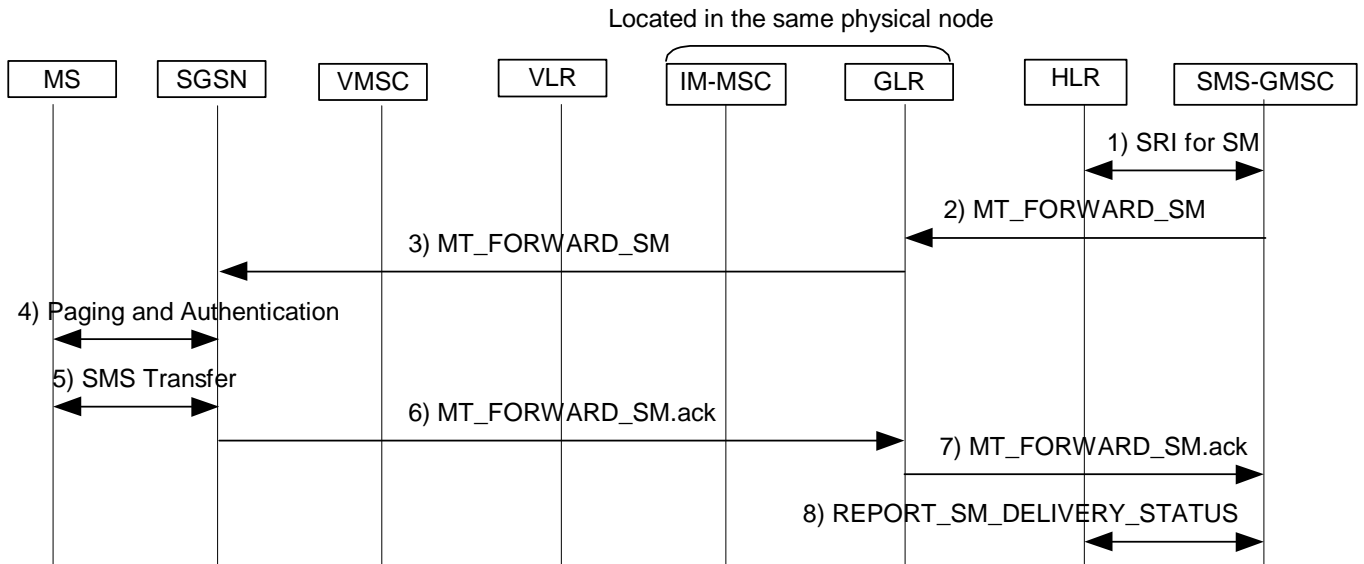 Located in the same physical node
MS SGSN VMSC VLR IM-MSC GLR HLR SMS-GMSC
1) SRI for SM
2) MT_FORWARD_SM
3) MT_FORWARD_SM
4) Paging and Authentication
5) SMS Transfer
6) MT_FORWARD_SM.ack
7) MT_FORWARD_SM.ack
8) REPORT_SM_DELIVERY_STATUS